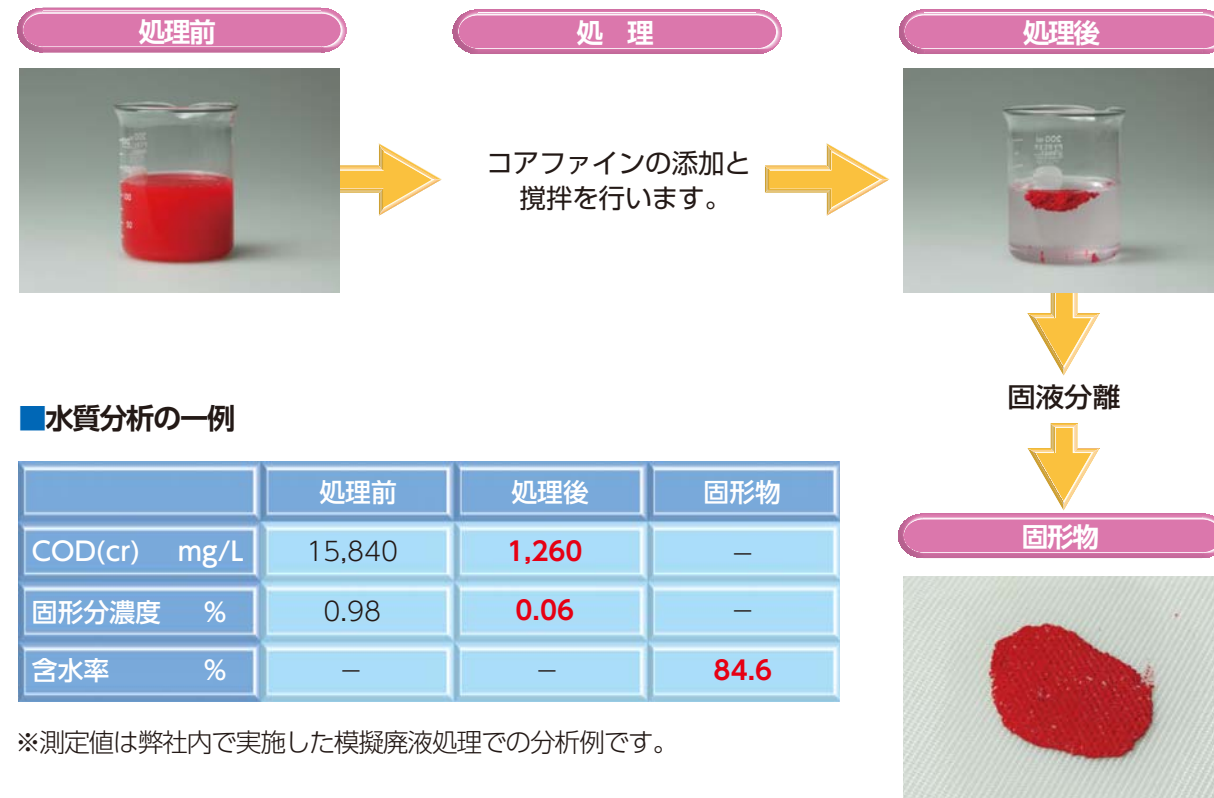 処理前
処 理
処理後
コアファインの添加と
撹拌を行います。
固液分離
固形物
■水質分析の一例
処理前 処理後 固形物
COD(cr) mg/L 15,840 1,260 −
固形分濃度 % 0.98 0.06 −
含水率 % − − 84.6
※測定値は弊社内で実施した模擬廃液処理での分析例です。